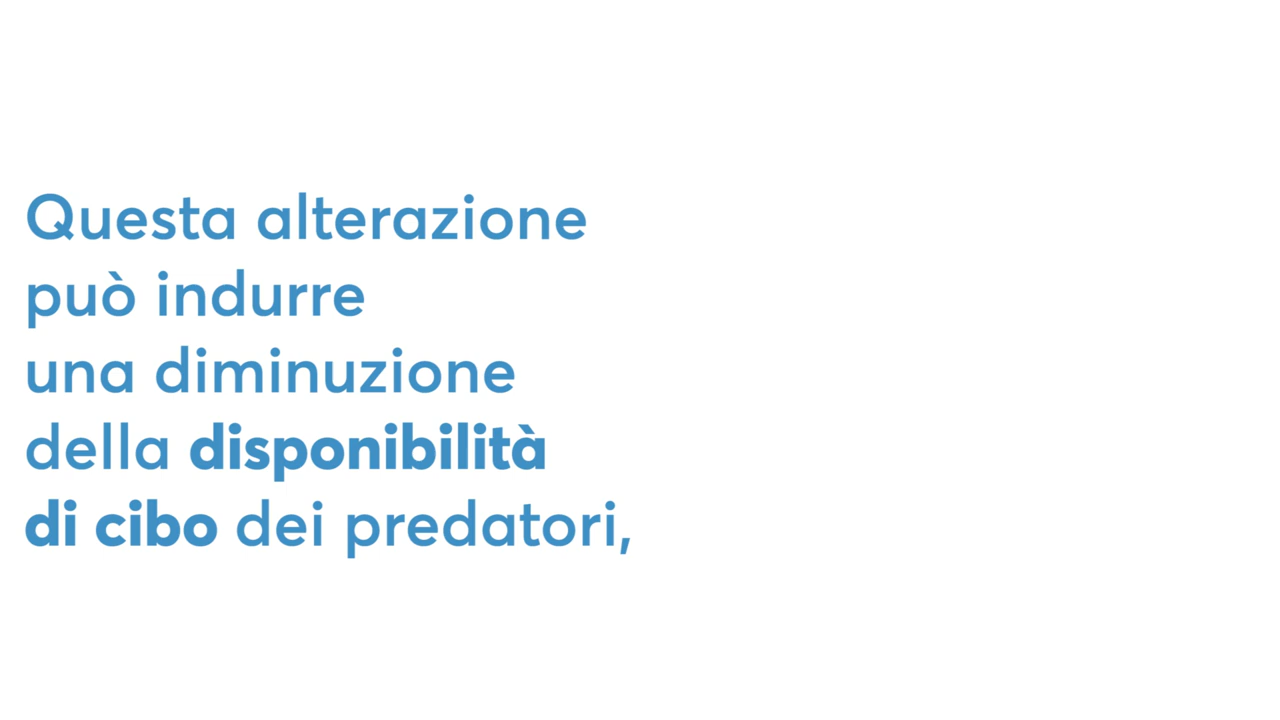 Questa alterazione
può indurre
una diminuzione
della disponibilità
di cibo dei predatori,